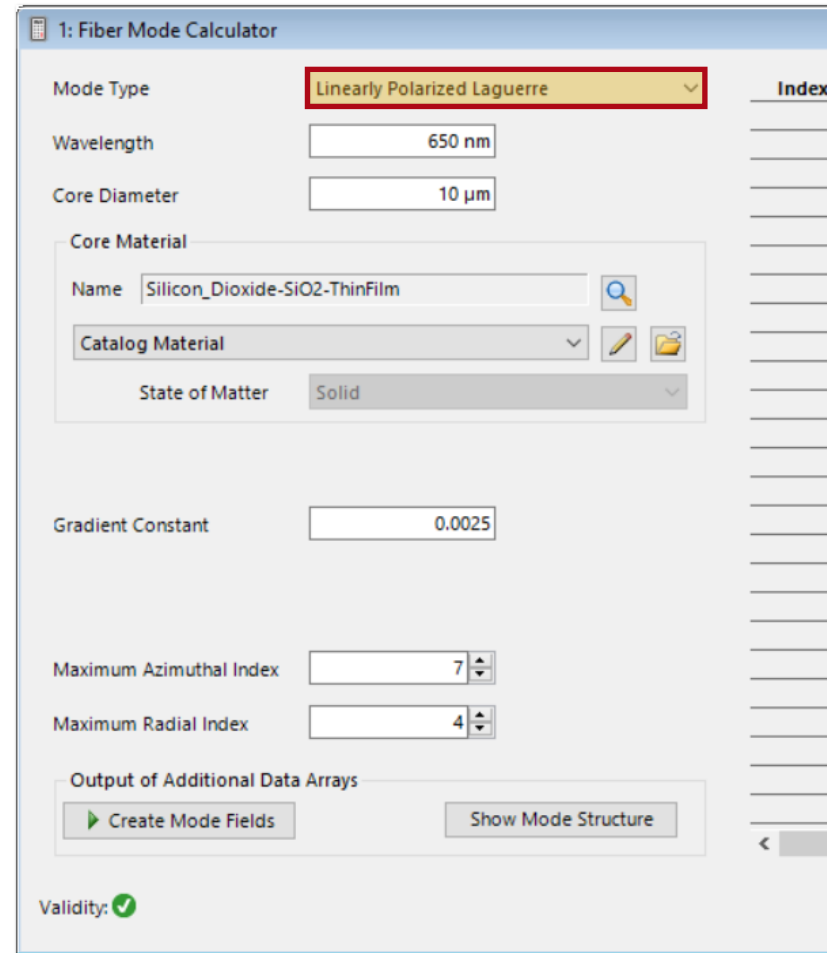 1: Fiber Mode Calculator
Mode Type Linearly Polarized Laguerre Index
Wavelength 650 nm
Core Diameter 10 µm
Core Material
Name Silicon_Dioxide-SiO2-ThinFilm
Catalog Material
State of Matter Solid
Gradient Constant 0.0025
Maximum Azimuthal Index 7
Maximum Radial Index 4
Output of Additional Data Arrays
Create Mode Fields Show Mode Structure
Validity: